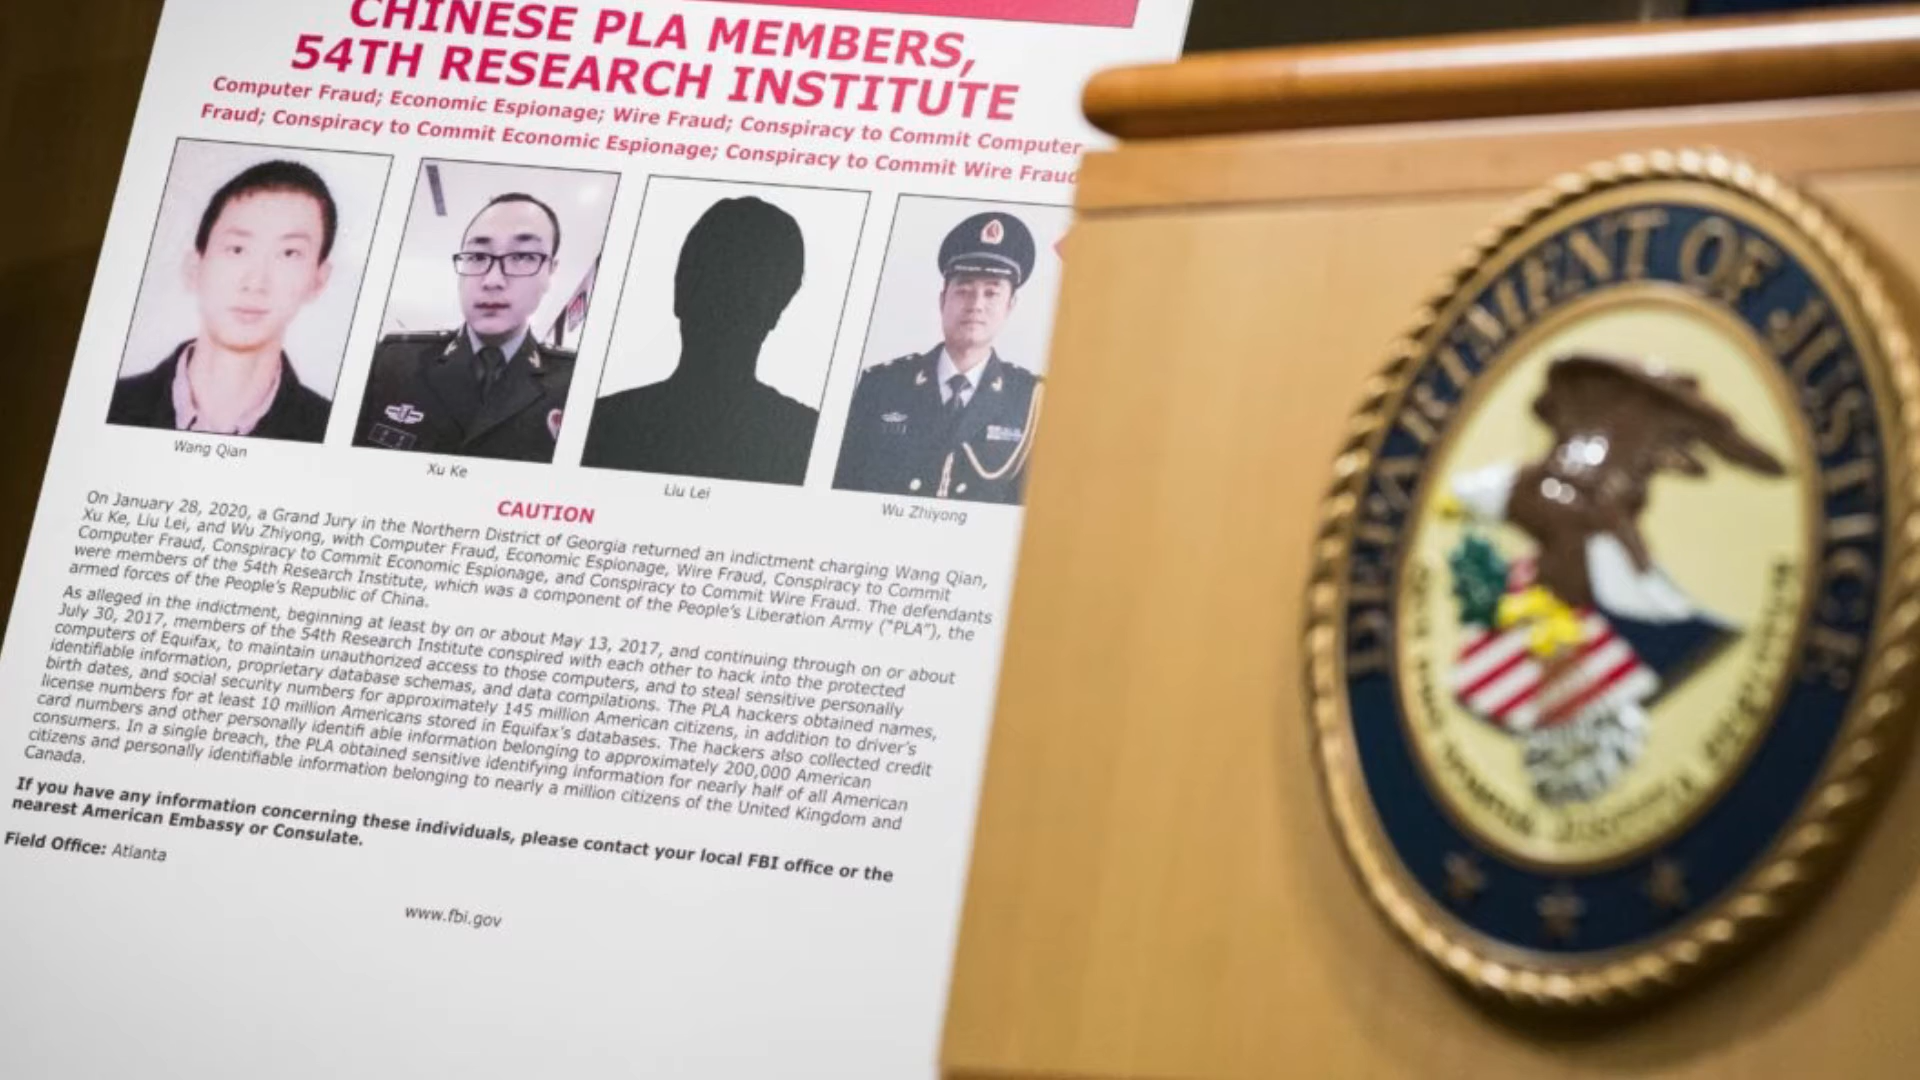 CHINESE PLA MEMBERS,
54TH RESEARCH INSTITUTE
Computer Fraud; Economic Espionage; Wire Fraud; Conspiracy to Commit Computer
Fraud; Conspiracy to Commit Economic Espionage; Conspiracy to Commit Wire Fraud
Wang Qian
Xu Ke
Liu Lei
Wu Zhiyong
CAUTION
On January 28, 2020, a Grand Jury in the Northern District of Georgia returned an indictment charging Wang Qian,
Xu Ke, Liu Lei, and Wu Zhiyong, with Computer Fraud, Economic Espionage, Wire Fraud, Conspiracy to Commit
Computer Fraud, Conspiracy to Commit Economic Espionage, and Conspiracy to Commit Wire Fraud. The defendants
were members of the 54th Research Institute, which was a component of the People's Liberation Army ("PLA"), the
armed forces of the People's Republic of China.
As alleged in the indictment, beginning at least by on or about May 13, 2017, and continuing through on or about
July 30, 2017, members of the 54th Research Institute conspired with each other to hack into the protected
computers of Equifax, to maintain unauthorized access to those computers, and to steal sensitive personally
identifiable information, proprietary database schemas, and data compilations. The PLA hackers obtained names,
birth dates, and social security numbers for approximately 145 million American citizens, in addition to driver's
license numbers for at least 10 million Americans stored in Equifax's databases. The hackers also collected credit
card numbers and other personally identifi able information belonging to approximately 200,000 American
consumers. In a single breach, the PLA obtained sensitive identifying information for nearly half of all American
citizens and personally identifiable information belonging to nearly a million citizens of the United Kingdom and
Canada.
If you have any information concerning these individuals, please contact your local FBI office or the
nearest American Embassy or Consulate.
Field Office: Atlanta
www.fbi.gov
DEPARTMENT OF JUSTICE